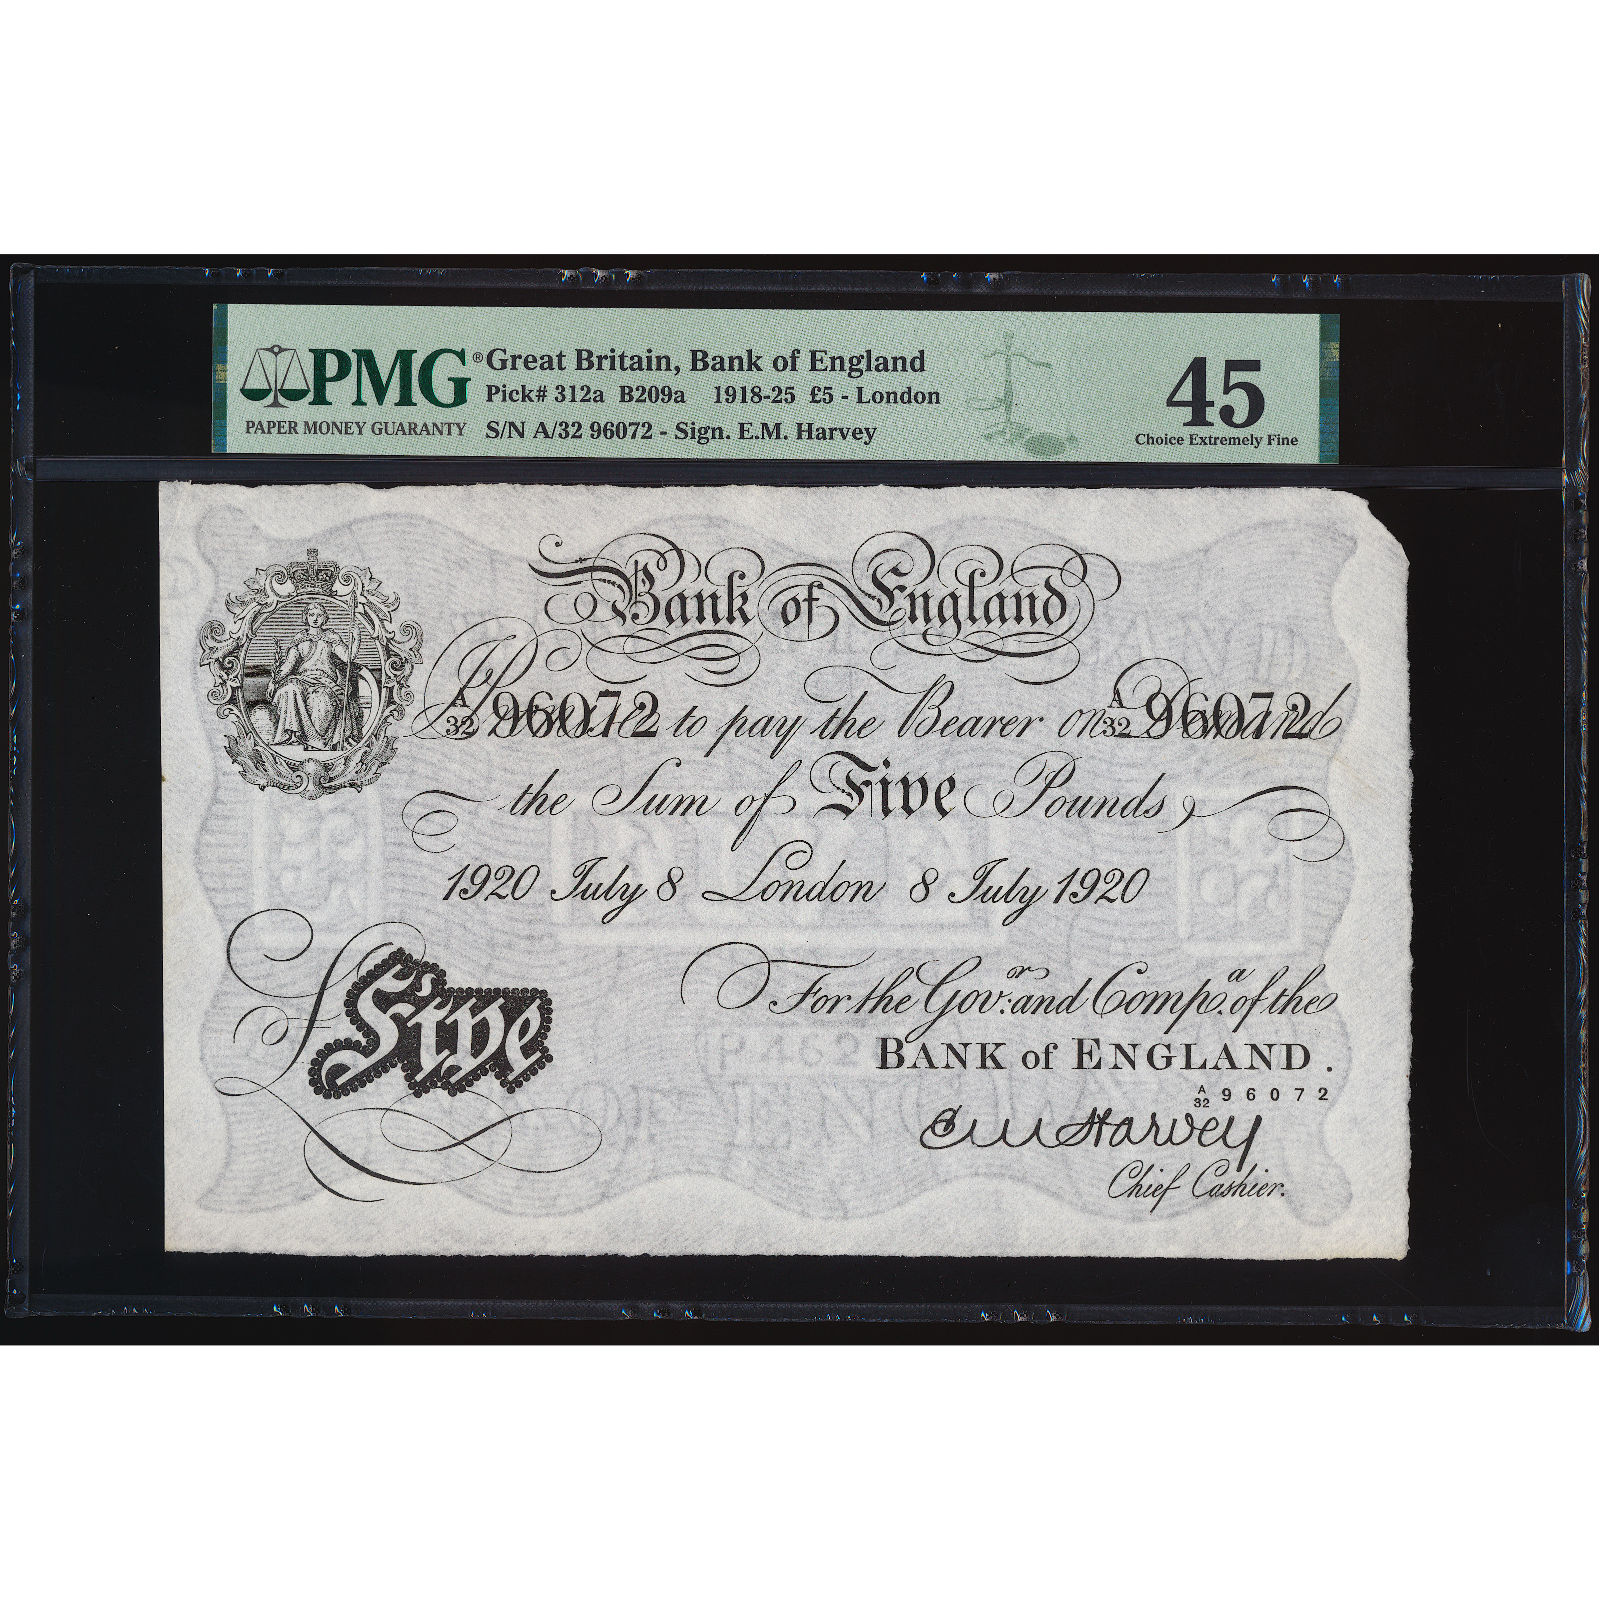 PMG®
PAPER MONEY GUARANTY
Great Britain, Bank of England
Pick# 312a B209a 1918-25 £5 - London
S/N A/32 96072 - Sign. E.M. Harvey
45
Choice Extremely Fine
Bank of England
A/32 96072 A/32 96072
I Promise to pay the Bearer on Demand
the Sum of Five Pounds
1920 July 8 London 8 July 1920
£Five
For the Govr: and Compa. of the
BANK of ENGLAND.
A/32 96072
E M Harvey
Chief Cashier.